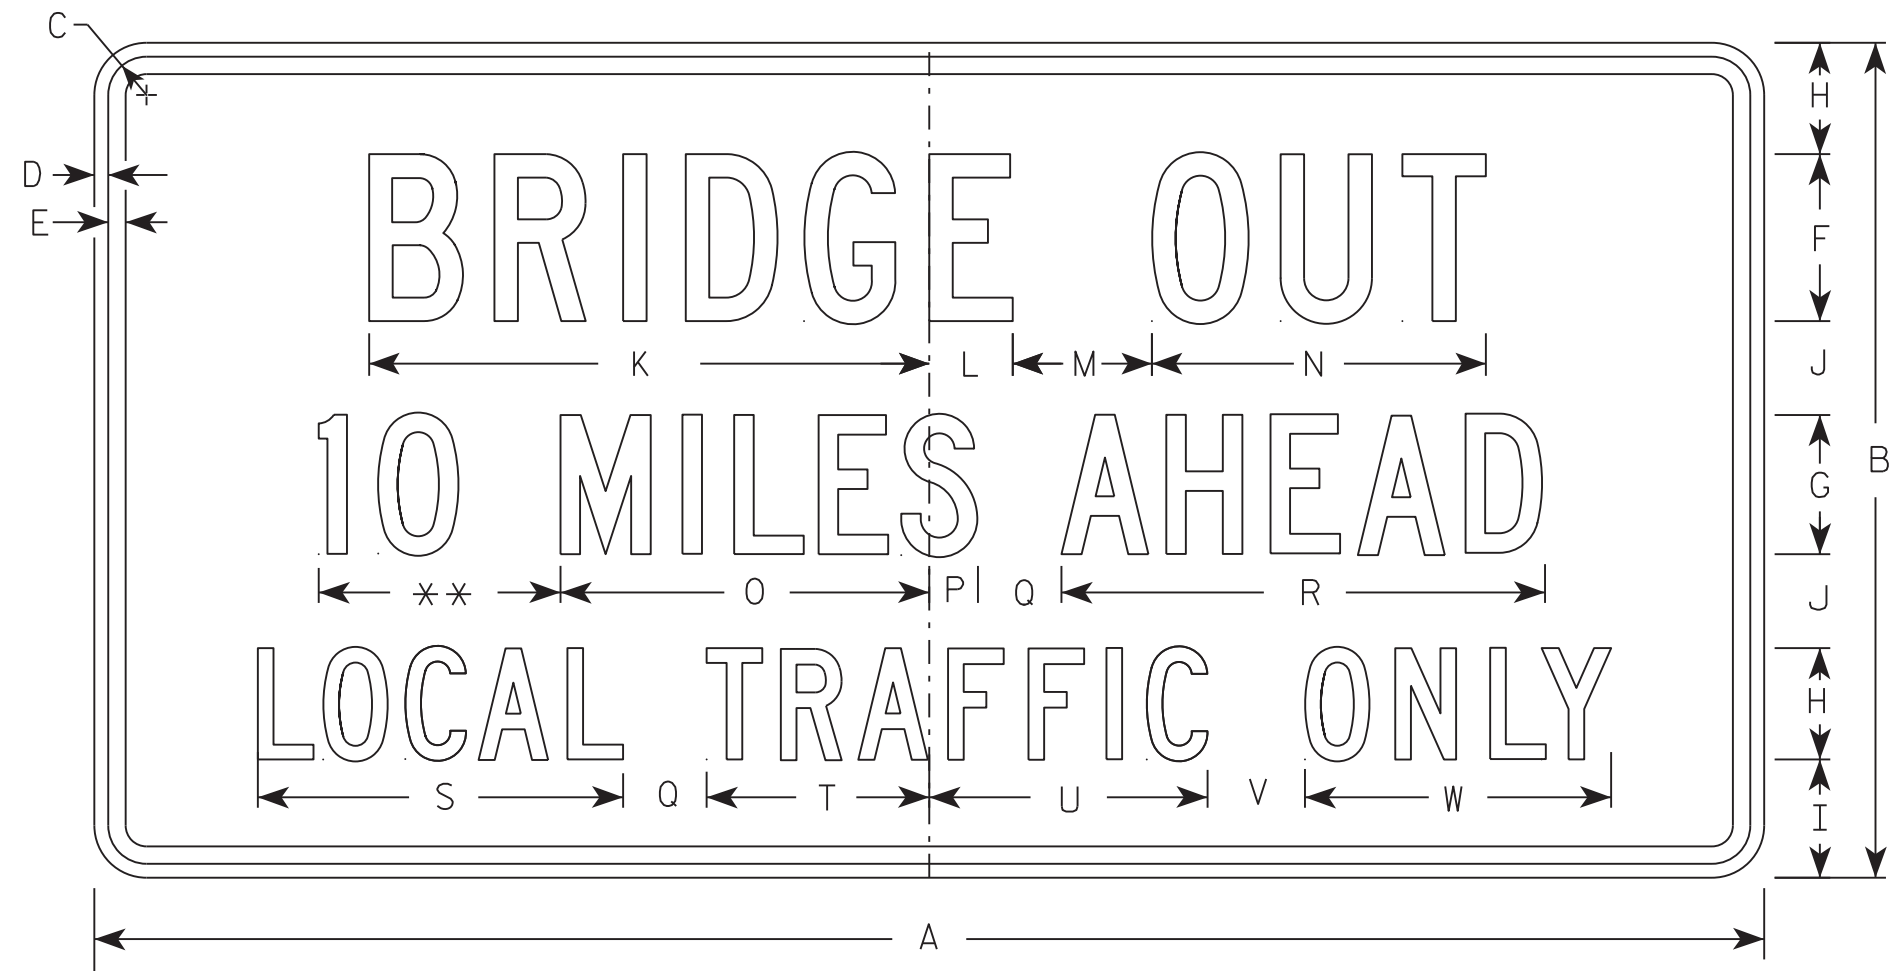 C
H
D
E
BRIDGE OUT
F
K L M N
J
10 MILES AHEAD
G
B
** O P Q R
J
LOCAL TRAFFIC ONLY
H
S Q T U V W
I
A